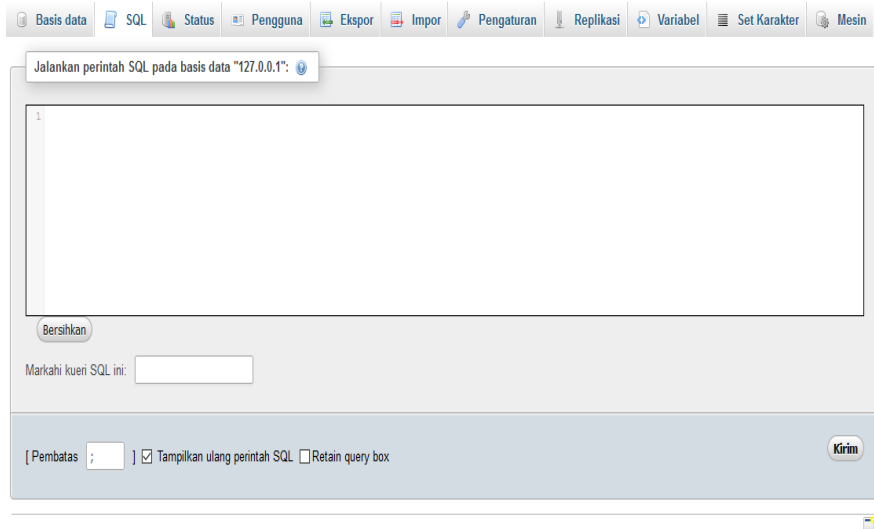 Basis data SQL Status Pengguna Ekspor Impor Pengaturan Replikasi Variabel Set Karakter Mesin
Jalankan perintah SQL pada basis data "127.0.0.1":
1
Bersihkan
Markahi kueri SQL ini:
[ Pembatas ; ] Tampilkan ulang perintah SQL Retain query box
Kirim